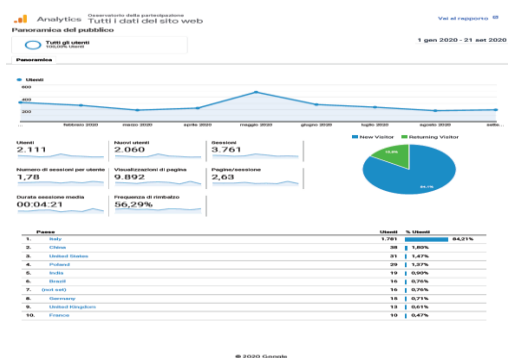 Analytics
Osservatorio della partecipazione
Tutti i dati del sito web
Vai al rapporto
Panoramica del pubblico
Tutti gli utenti
100,00% Utenti
1 gen 2020 - 21 set 2020
Panoramica
Utenti
600
400
200
...
febbraio 2020 marzo 2020 aprile 2020 maggio 2020 giugno 2020 luglio 2020 agosto 2020 sette...
New Visitor Returning Visitor
Utenti Nuovi utenti Sessioni
2.111 2.060 3.761
Numero di sessioni per utente Visualizzazioni di pagina Pagine/sessione
1,78 9.892 2,63
Durata sessione media Frequenza di rimbalzo
00:04:21 56,29%
Paese Utenti % Utenti
1. Italy 1.781 84,21%
2. China 38 1,80%
3. United States 31 1,47%
4. Poland 29 1,37%
5. India 19 0,90%
6. Brazil 16 0,76%
7. (not set) 16 0,76%
8. Germany 15 0,71%
9. United Kingdom 13 0,61%
10. France 10 0,47%
© 2020 Google